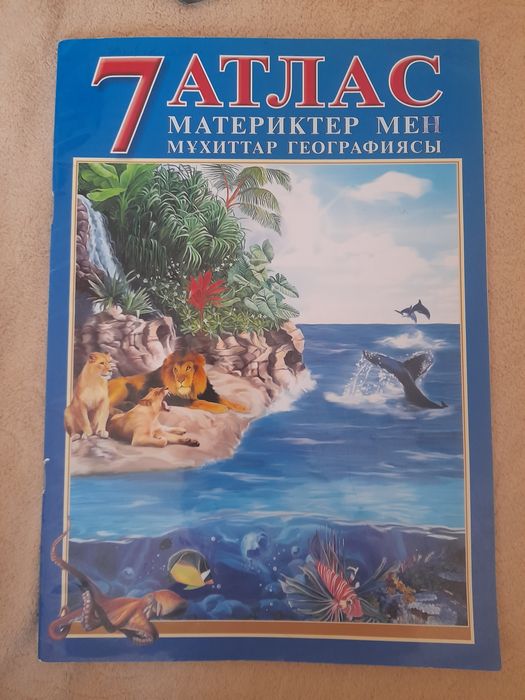 7 АТЛАС
МАТЕРИКТЕР МЕН
МҰХИТТАР ГЕОГРАФИЯСЫ